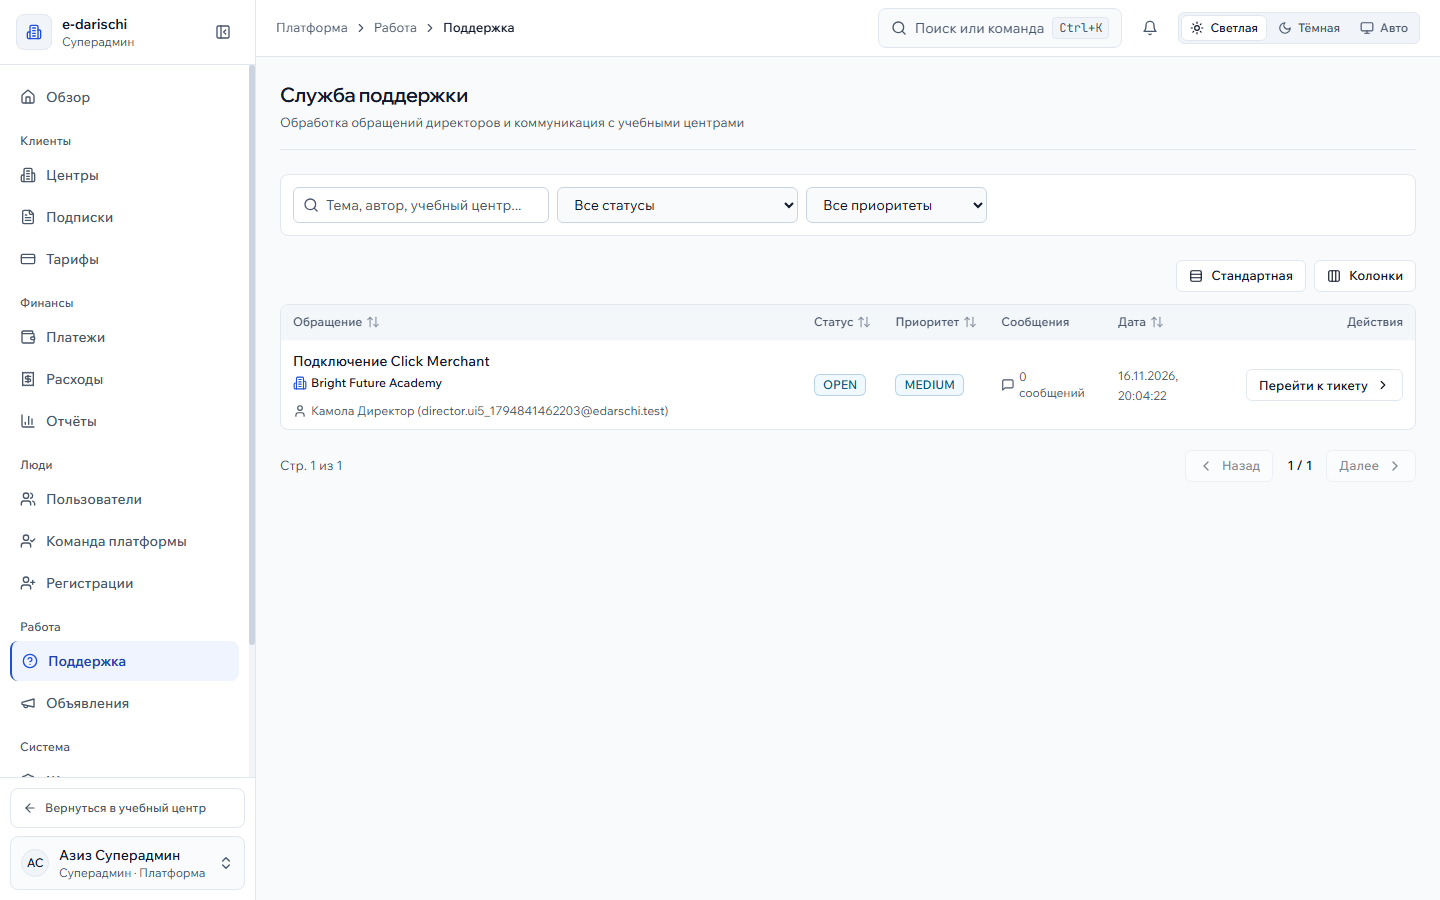 e-darischi
Суперадмин
Обзор
Клиенты
Центры
Подписки
Тарифы
Финансы
Платежи
Расходы
Отчёты
Люди
Пользователи
Команда платформы
Регистрации
Работа
Поддержка
Объявления
Система
Вернуться в учебный центр
АС
Азиз Суперадмин
Суперадмин · Платформа
Платформа > Работа > Поддержка
Поиск или команда Ctrl+K
Светлая Тёмная Авто
Служба поддержки
Обработка обращений директоров и коммуникация с учебными центрами
Тема, автор, учебный центр... Все статусы Все приоритеты
Стандартная Колонки
Обращение Статус Приоритет Сообщения Дата Действия
Подключение Click Merchant
Bright Future Academy
Камола Директор (director.ui5_1794841462203@edarschi.test)
OPEN
MEDIUM
0
сообщений
16.11.2026,
20:04:22
Перейти к тикету
Стр. 1 из 1
Назад 1 / 1 Далее